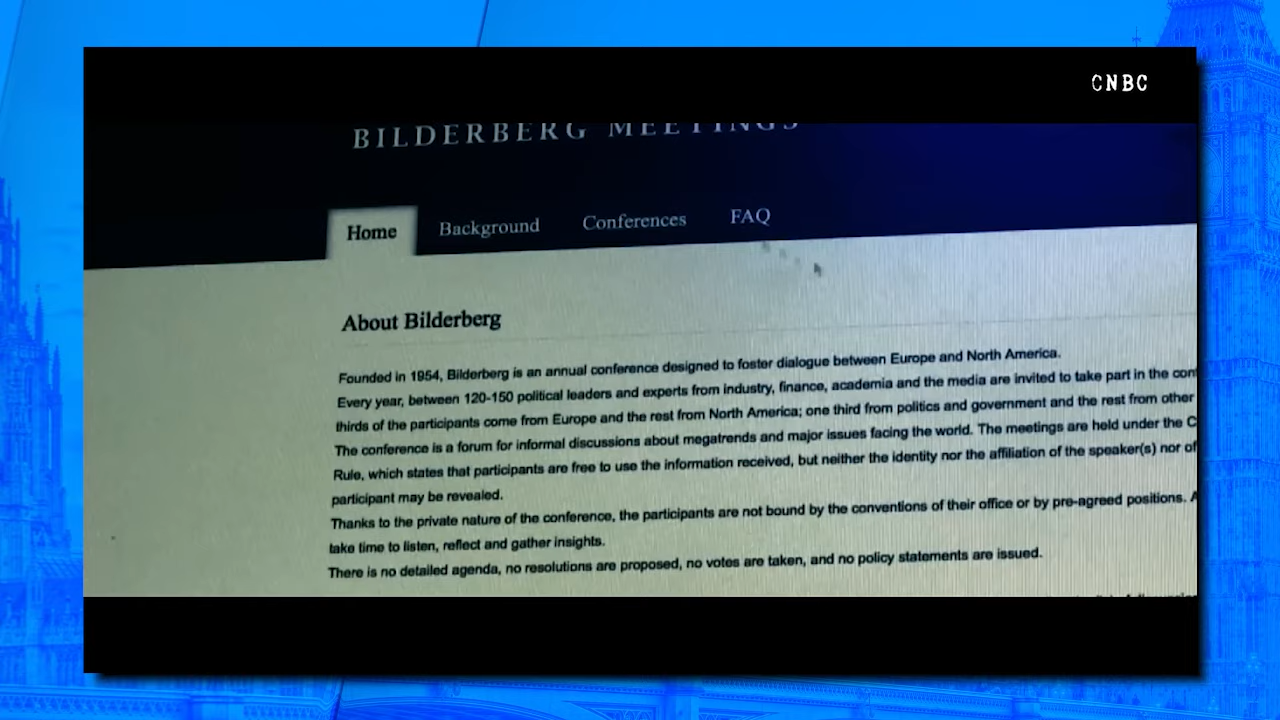 CNBC
BILDERBERG MEETINGS
Home Background Conferences FAQ
About Bilderberg
Founded in 1954, Bilderberg is an annual conference designed to foster dialogue between Europe and North America.
Every year, between 120-150 political leaders and experts from industry, finance, academia and the media are invited to take part in the con
thirds of the participants come from Europe and the rest from North America; one third from politics and government and the rest from other
The conference is a forum for informal discussions about megatrends and major issues facing the world. The meetings are held under the C
Rule, which states that participants are free to use the information received, but neither the identity nor the affiliation of the speaker(s) nor of
participant may be revealed.
Thanks to the private nature of the conference, the participants are not bound by the conventions of their office or by pre-agreed positions. A
take time to listen, reflect and gather insights.
There is no detailed agenda, no resolutions are proposed, no votes are taken, and no policy statements are issued.